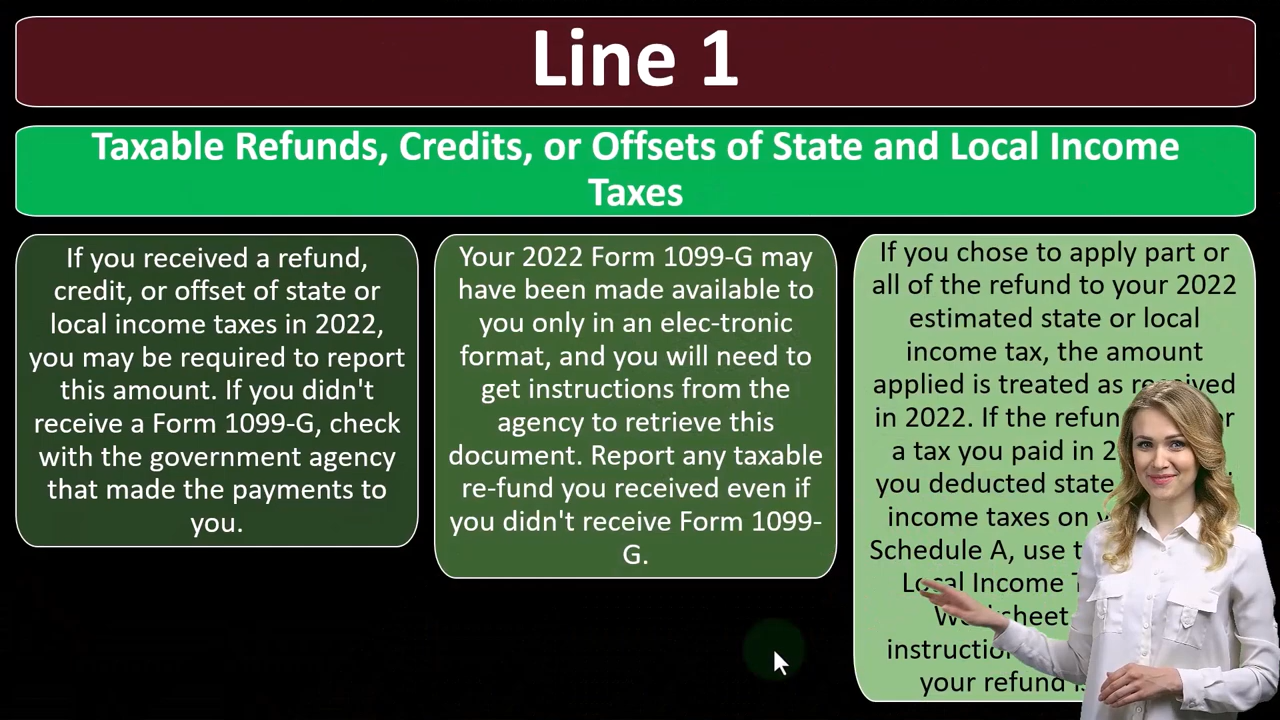 Line 1
Taxable Refunds, Credits, or Offsets of State and Local Income
Taxes
If you received a refund,
credit, or offset of state or
local income taxes in 2022,
you may be required to report
this amount. If you didn't
receive a Form 1099-G, check
with the government agency
that made the payments to
you.
Your 2022 Form 1099-G may
have been made available to
you only in an elec-tronic
format, and you will need to
get instructions from the
agency to retrieve this
document. Report any taxable
re-fund you received even if
you didn't receive Form 1099-
G.
If you chose to apply part or
all of the refund to your 2022
estimated state or local
income tax, the amount
applied is treated as received
in 2022. If the
a tax you paid in
you deducted state
income taxes on
Schedule A, use
Local Income
Worksheet
your refund